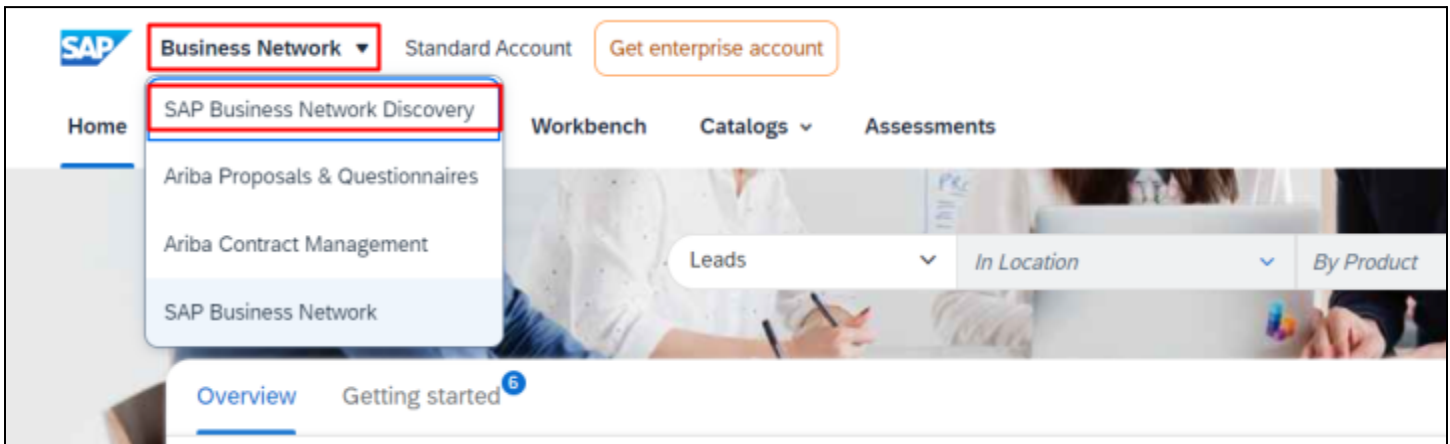 SAP Business Network Standard Account Get enterprise account
SAP Business Network Discovery
Home Workbench Catalogs Assessments
Ariba Proposals & Questionnaires
Ariba Contract Management
Leads In Location By Product
SAP Business Network
Overview Getting started 6